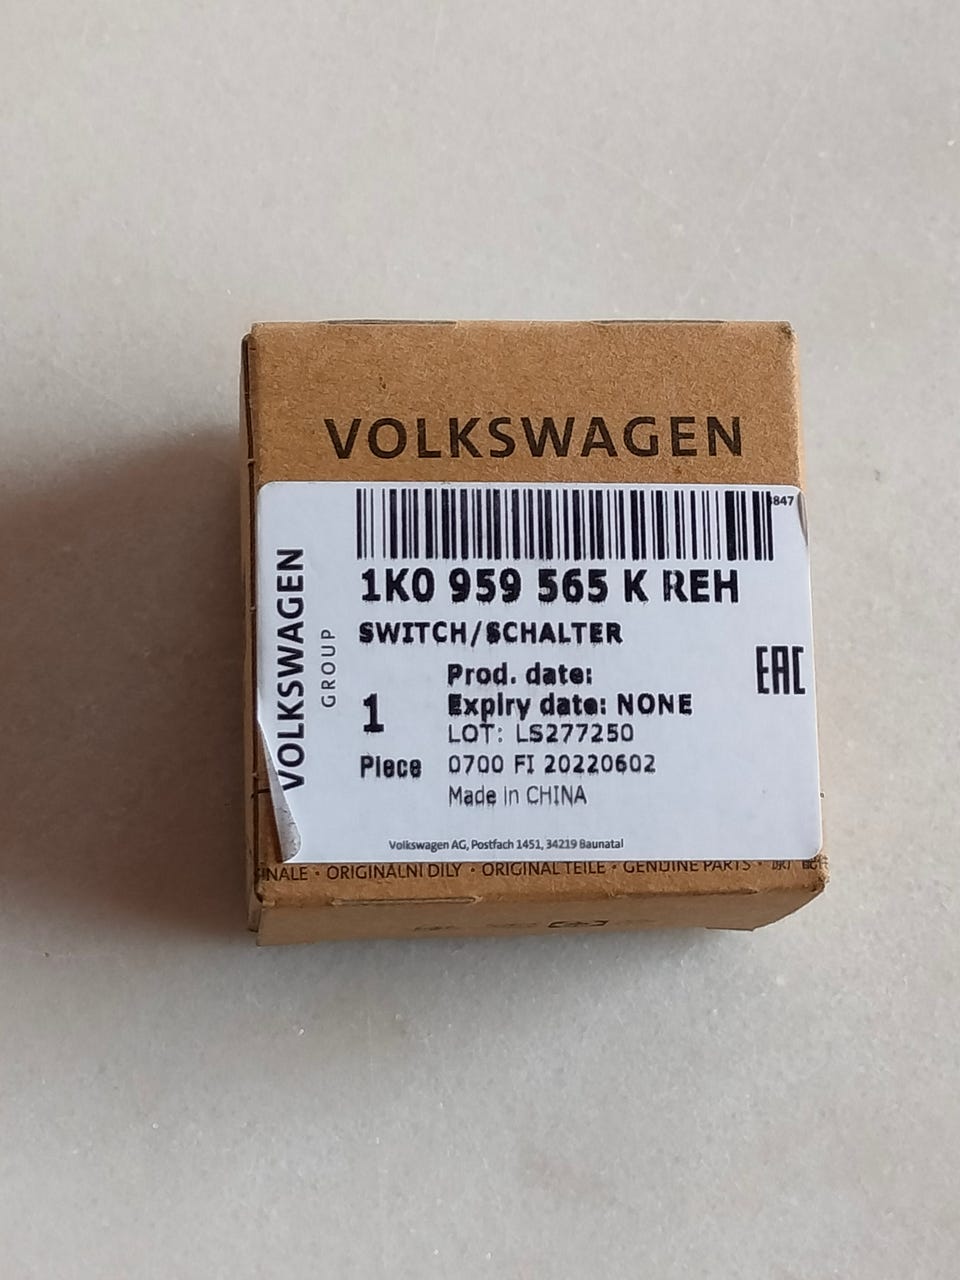 VOLKSWAGEN
847
1K0 959 565 K REH
SWITCH/SCHALTER
VOLKSWAGEN
GROUP
EAC
Prod. date:
1
Expiry date: NONE
LOT: LS277250
Piece
0700 FI 20220602
Made in CHINA
Volkswagen AG, Postfach 1451, 34219 Baunatal
INALE • ORIGINALNI DILY • ORIGINAL TEILE • GENUINE PARTS •